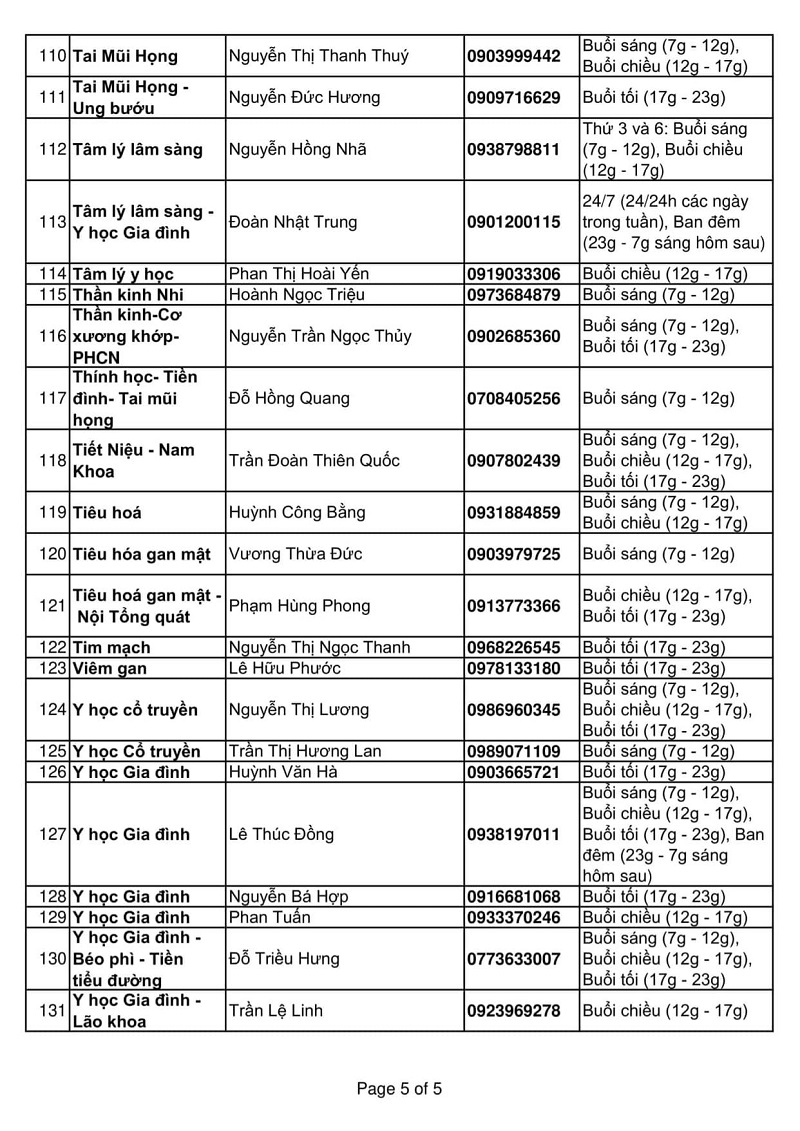 110 Tai Mũi Họng Nguyễn Thị Thanh Thuý 0903999442 Buổi sáng (7g - 12g),
Buổi chiều (12g - 17g)
111 Tai Mũi Họng -
Ung bướu Nguyễn Đức Hương 0909716629 Buổi tối (17g - 23g)
112 Tâm lý lâm sàng Nguyễn Hồng Nhã 0938798811 Thứ 3 và 6: Buổi sáng
(7g - 12g), Buổi chiều
(12g - 17g)
113 Tâm lý lâm sàng -
Y học Gia đình Đoàn Nhật Trung 0901200115 24/7 (24/24h các ngày
trong tuần), Ban đêm
(23g - 7g sáng hôm sau)
114 Tâm lý y học Phan Thị Hoài Yến 0919033306 Buổi chiều (12g - 17g)
115 Thần kinh Nhi Hoành Ngọc Triệu 0973684879 Buổi sáng (7g - 12g)
116 Thần kinh-Cơ
xương khớp-
PHCN Nguyễn Trần Ngọc Thủy 0902685360 Buổi sáng (7g - 12g),
Buổi tối (17g - 23g)
117 Thính học- Tiền
đình- Tai mũi
họng Đỗ Hồng Quang 0708405256 Buổi sáng (7g - 12g)
118 Tiết Niệu - Nam
Khoa Trần Đoàn Thiên Quốc 0907802439 Buổi sáng (7g - 12g),
Buổi chiều (12g - 17g),
Buổi tối (17g - 23g)
119 Tiêu hoá Huỳnh Công Bằng 0931884859 Buổi sáng (7g - 12g),
Buổi chiều (12g - 17g)
120 Tiêu hóa gan mật Vương Thừa Đức 0903979725 Buổi sáng (7g - 12g)
121 Tiêu hoá gan mật -
Nội Tổng quát Phạm Hùng Phong 0913773366 Buổi chiều (12g - 17g),
Buổi tối (17g - 23g)
122 Tim mạch Nguyễn Thị Ngọc Thanh 0968226545 Buổi tối (17g - 23g)
123 Viêm gan Lê Hữu Phước 0978133180 Buổi tối (17g - 23g)
124 Y học cổ truyền Nguyễn Thị Lương 0986960345 Buổi sáng (7g - 12g),
Buổi chiều (12g - 17g),
Buổi tối (17g - 23g)
125 Y học Cổ truyền Trần Thị Hương Lan 0989071109 Buổi sáng (7g - 12g)
126 Y học Gia đình Huỳnh Văn Hà 0903665721 Buổi tối (17g - 23g)
127 Y học Gia đình Lê Thúc Đồng 0938197011 Buổi sáng (7g - 12g),
Buổi chiều (12g - 17g),
Buổi tối (17g - 23g), Ban
đêm (23g - 7g sáng
hôm sau)
128 Y học Gia đình Nguyễn Bá Hợp 0916681068 Buổi tối (17g - 23g)
129 Y học Gia đình Phan Tuấn 0933370246 Buổi chiều (12g - 17g)
130 Y học Gia đình -
Béo phì - Tiền
tiểu đường Đỗ Triều Hưng 0773633007 Buổi sáng (7g - 12g),
Buổi chiều (12g - 17g),
Buổi tối (17g - 23g)
131 Y học Gia đình -
Lão khoa Trần Lệ Linh 0923969278 Buổi chiều (12g - 17g)
Page 5 of 5